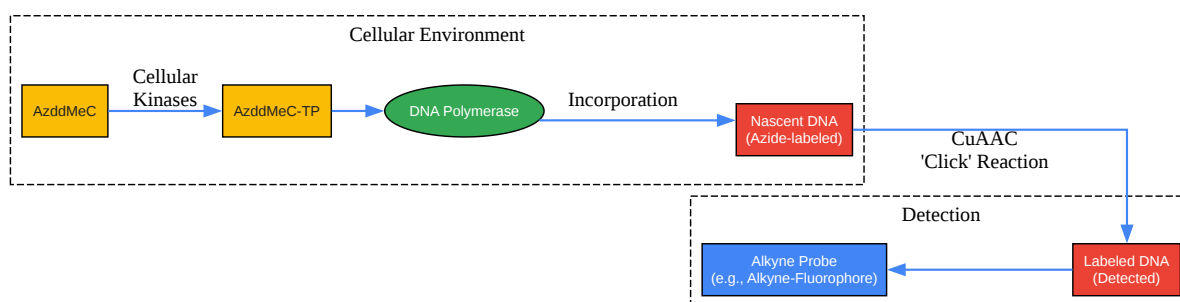 Cellular Environment
Cellular
Kinases
AzddMeC
AzddMeC-TP
DNA Polymerase
Incorporation
Nascent DNA
(Azide-labeled)
CuAAC
'Click' Reaction
Detection
Alkyne Probe
(e.g., Alkyne-Fluorophore)
Labeled DNA
(Detected)